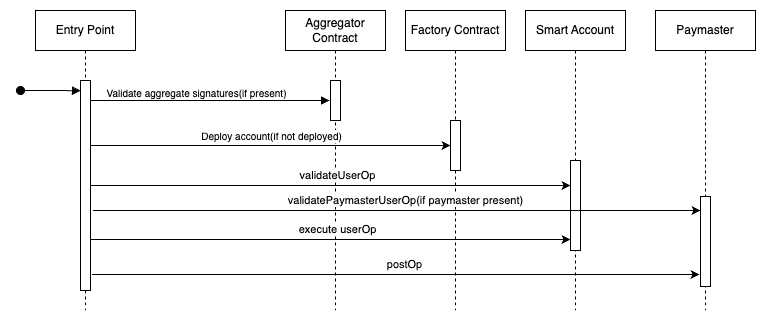 Entry Point
Aggregator
Contract
Factory Contract
Smart Account
Paymaster
Validate aggregate signatures(if present)
Deploy account(if not deployed)
validateUserOp
validatePaymasterUserOp(if paymaster present)
execute userOp
postOp